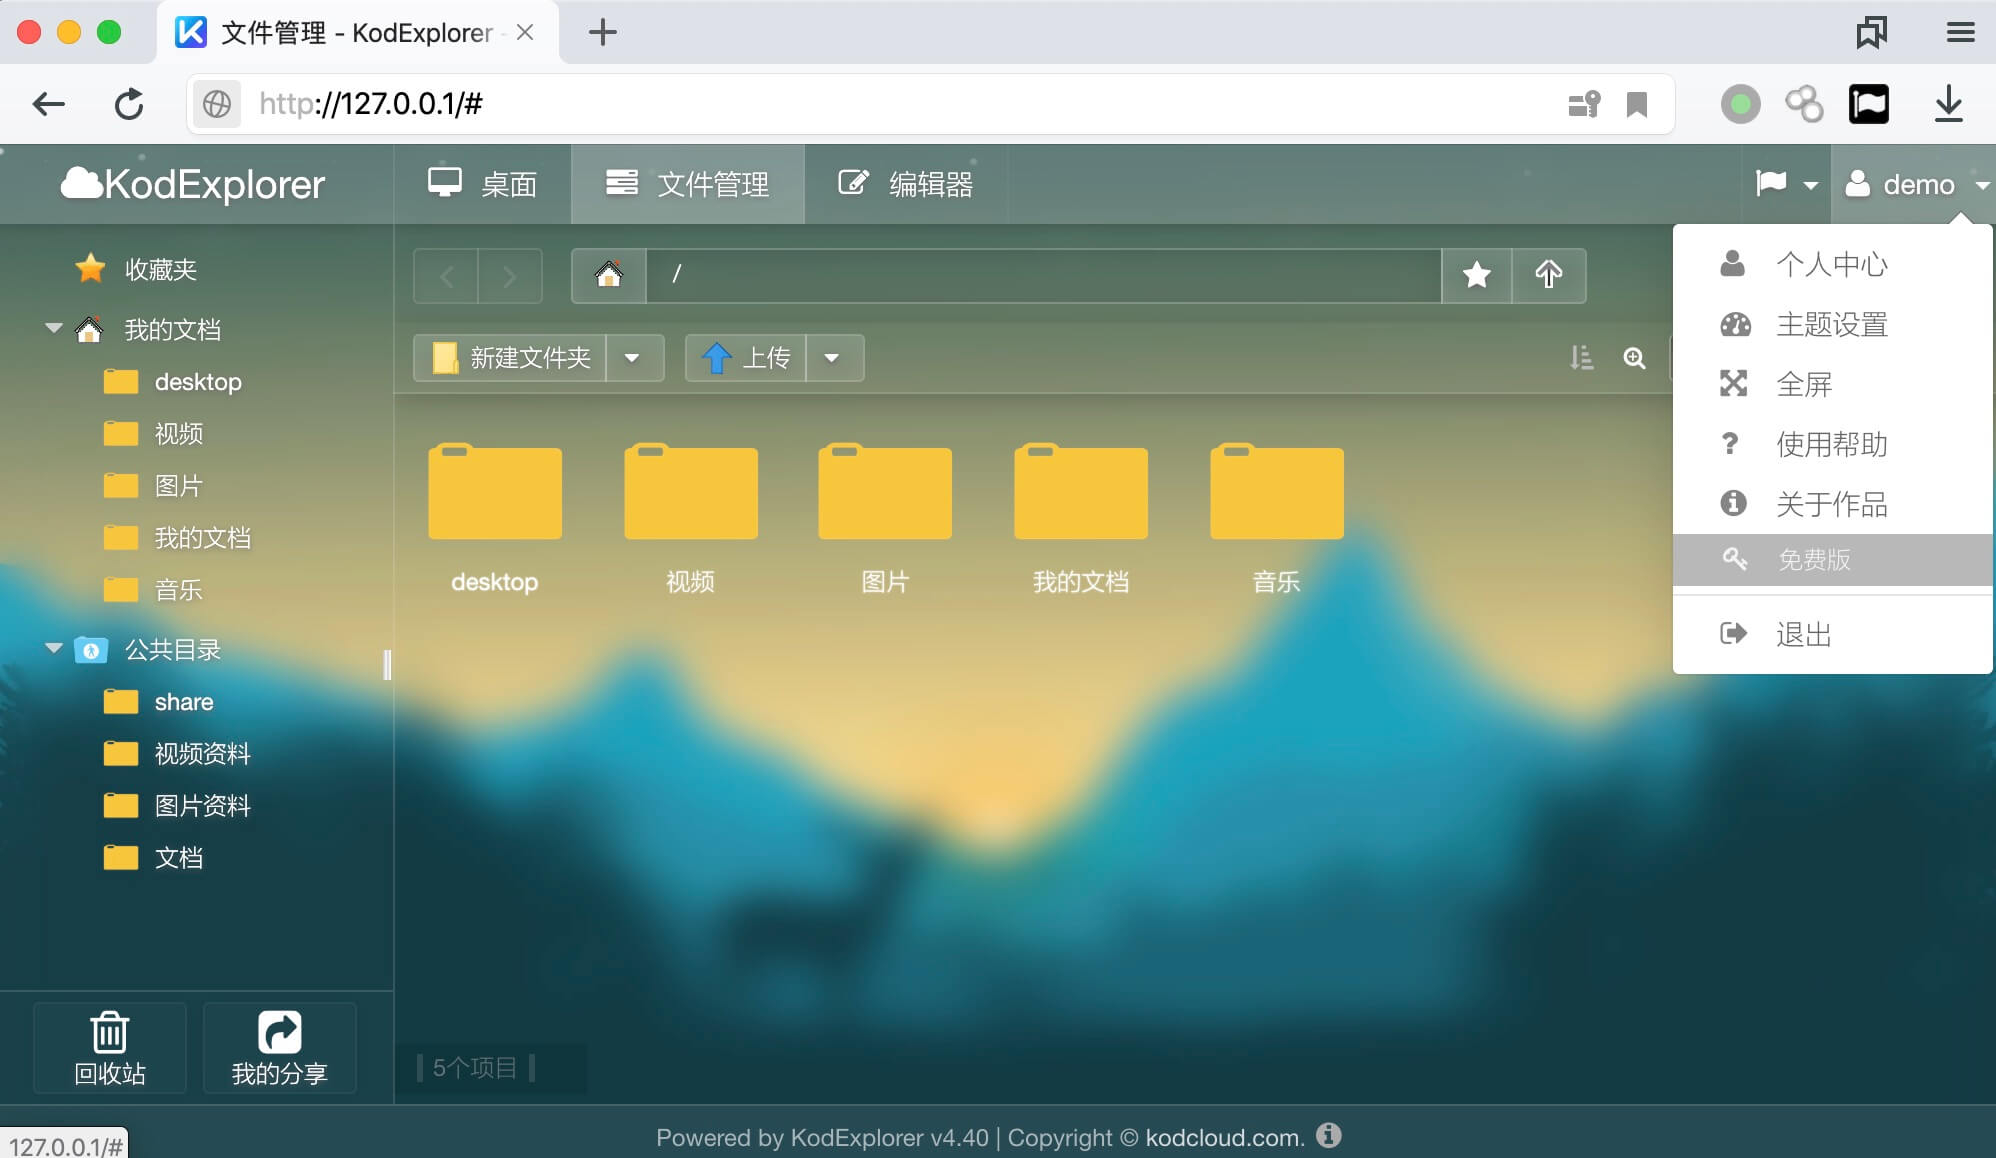 文件管理 - KodExplorer -
http://127.0.0.1/#
KodExplorer
桌面
文件管理
编辑器
demo
收藏夹
我的文档
desktop
视频
图片
我的文档
音乐
公共目录
share
视频资料
图片资料
文档
回收站
我的分享
/
新建文件夹
上传
desktop
视频
图片
我的文档
音乐
5个项目
个人中心
主题设置
全屏
使用帮助
关于作品
免费版
退出
Powered by KodExplorer v4.40 | Copyright © kodcloud.com.
127.0.0.1/#